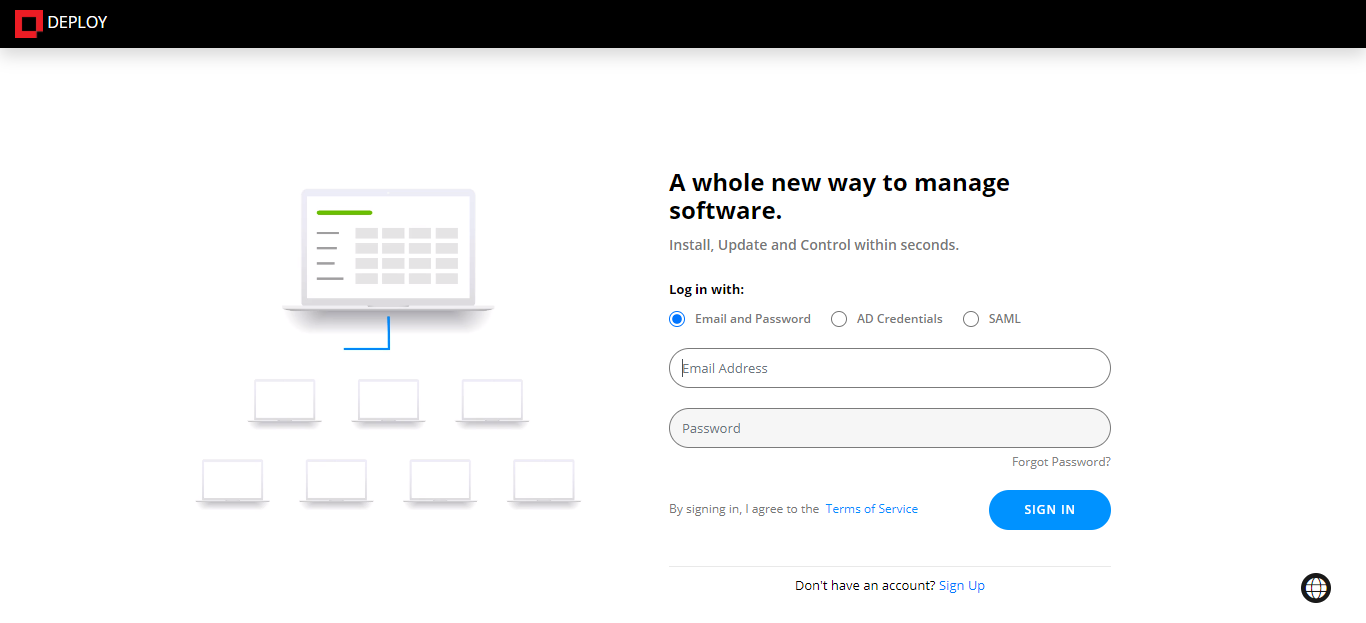 DEPLOY
A whole new way to manage
software.
Install, Update and Control within seconds.
Log in with:
Email and Password AD Credentials SAML
Email Address
Password
Forgot Password?
By signing in, I agree to the Terms of Service
SIGN IN
Don't have an account? Sign Up